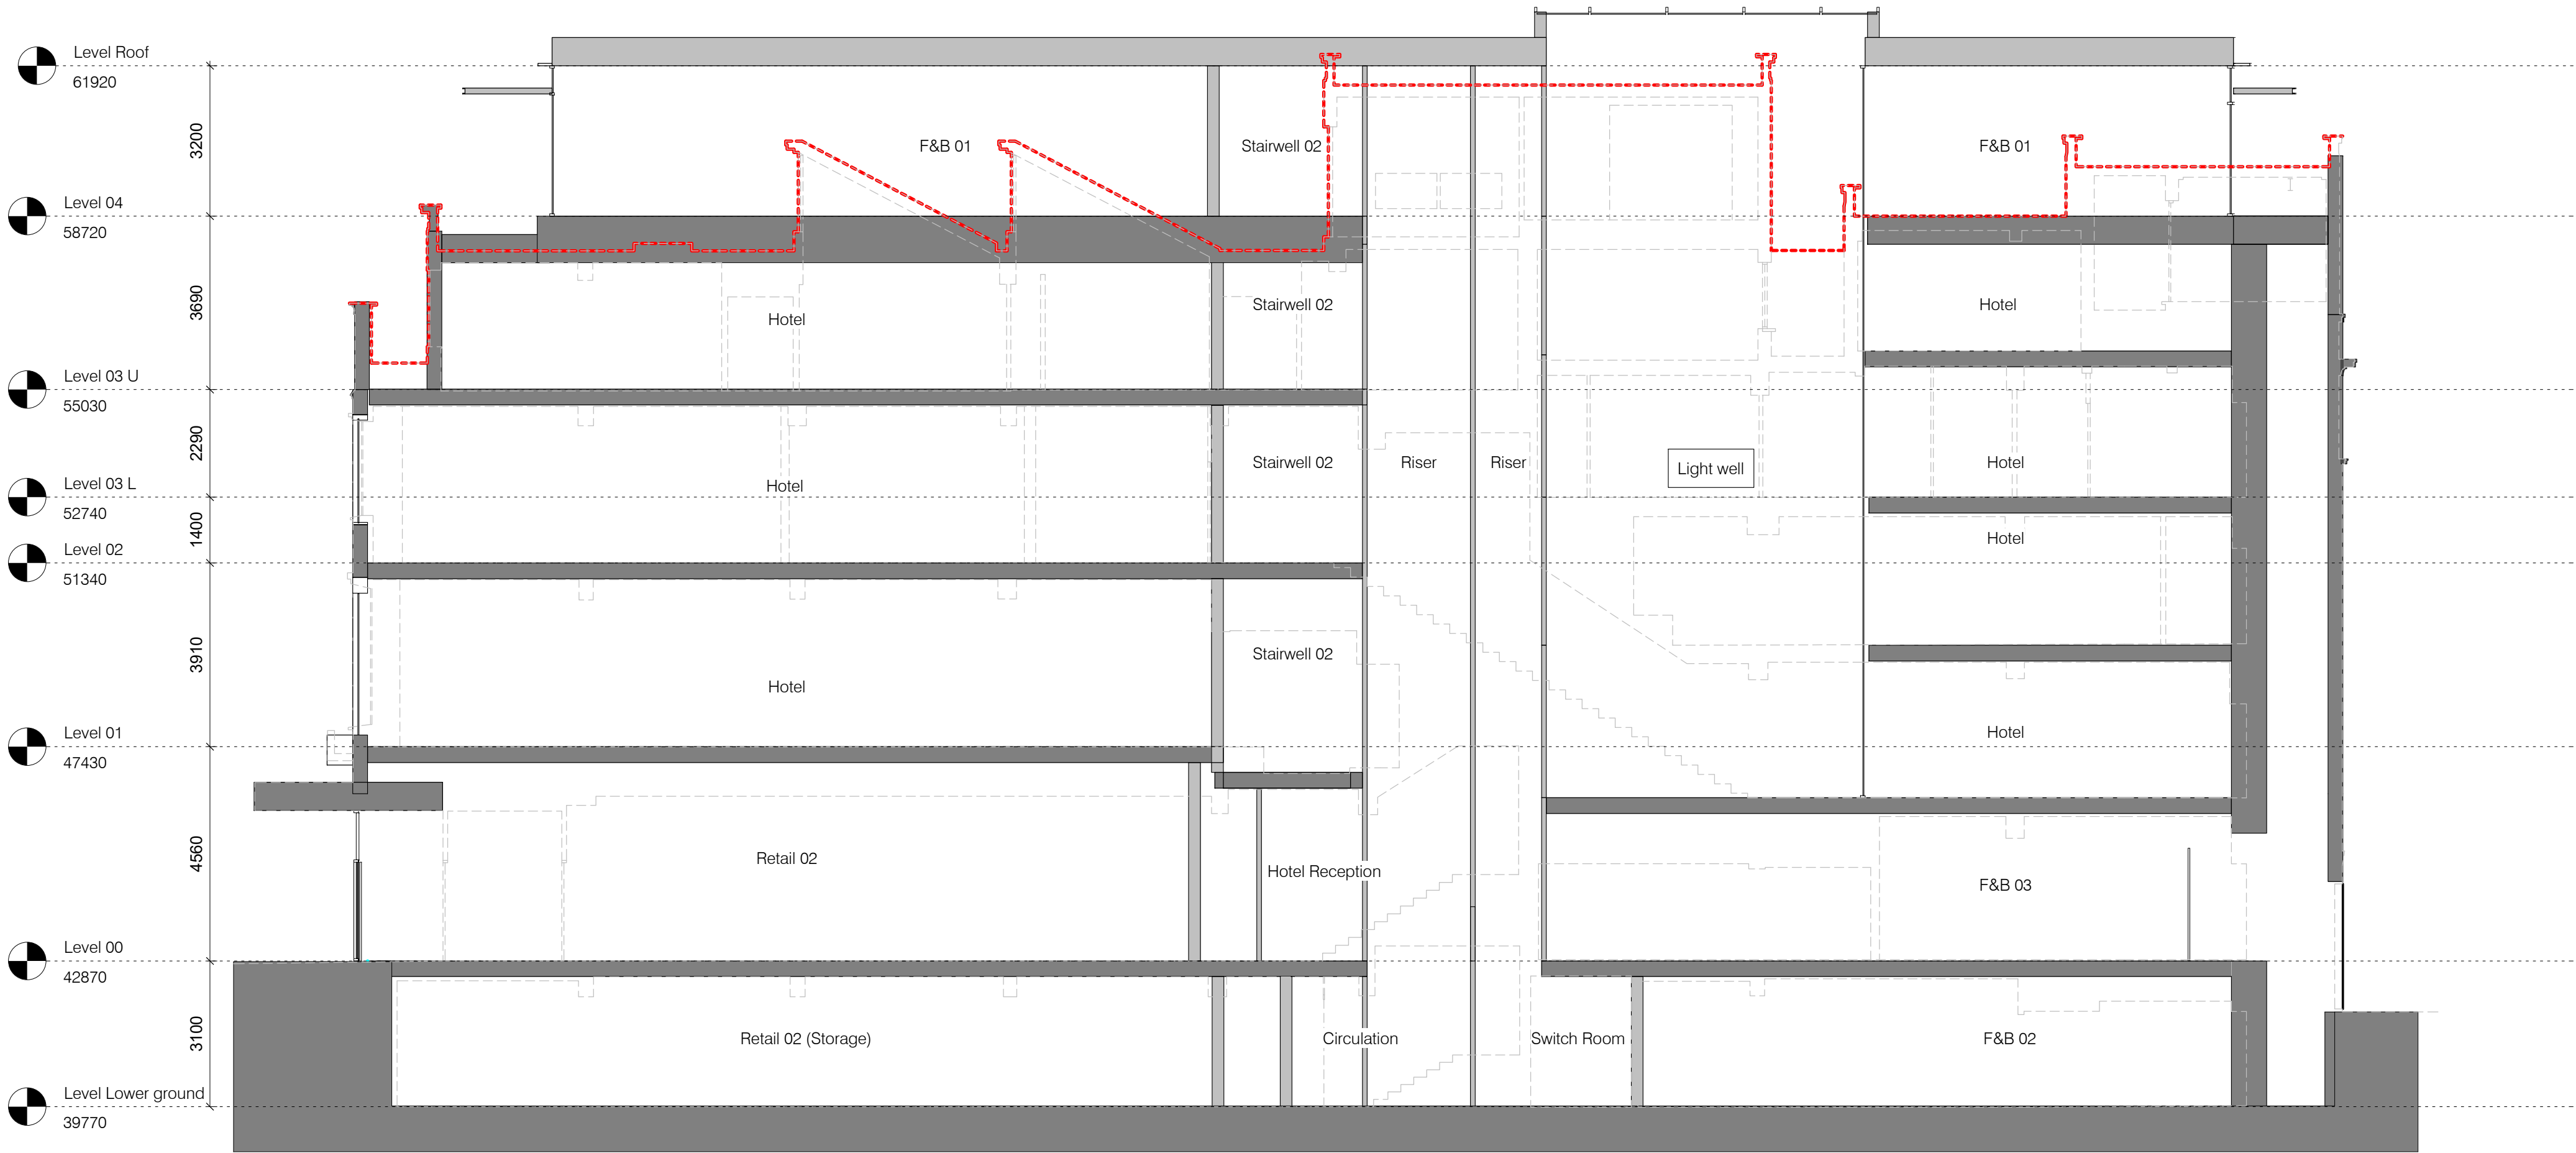 Level Roof
61920
3200
F&B 01
Stairwell 02
F&B 01
Level 04
58720
3690
Hotel
Stairwell 02
Hotel
Level 03 U
55030
2290
Hotel
Stairwell 02
Riser
Riser
Light well
Hotel
Level 03 L
52740
1400
Hotel
Level 02
51340
3910
Hotel
Stairwell 02
Hotel
Level 01
47430
4560
Retail 02
Hotel Reception
F&B 03
Level 00
42870
3100
Retail 02 (Storage)
Circulation
Switch Room
F&B 02
Level Lower ground
39770